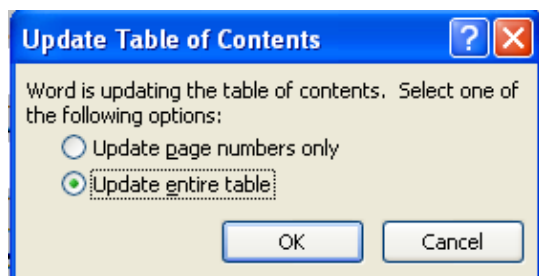 Update Table of Contents
Word is updating the table of contents. Select one of
the following options:
Update page numbers only
Update entire table
OK
Cancel